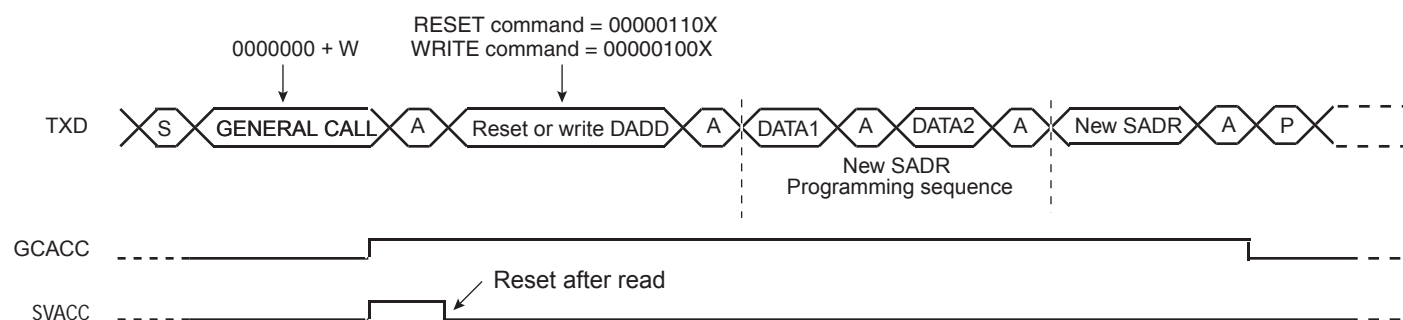 RESET command = 00000110X
0000000 + W
WRITE command = 00000100X
TXD
S
GENERAL CALL
A
Reset or write DADD
A
DATA1
A
DATA2
A
New SADR
A
P
New SADR
Programming sequence
GCACC
Reset after read
SVACC